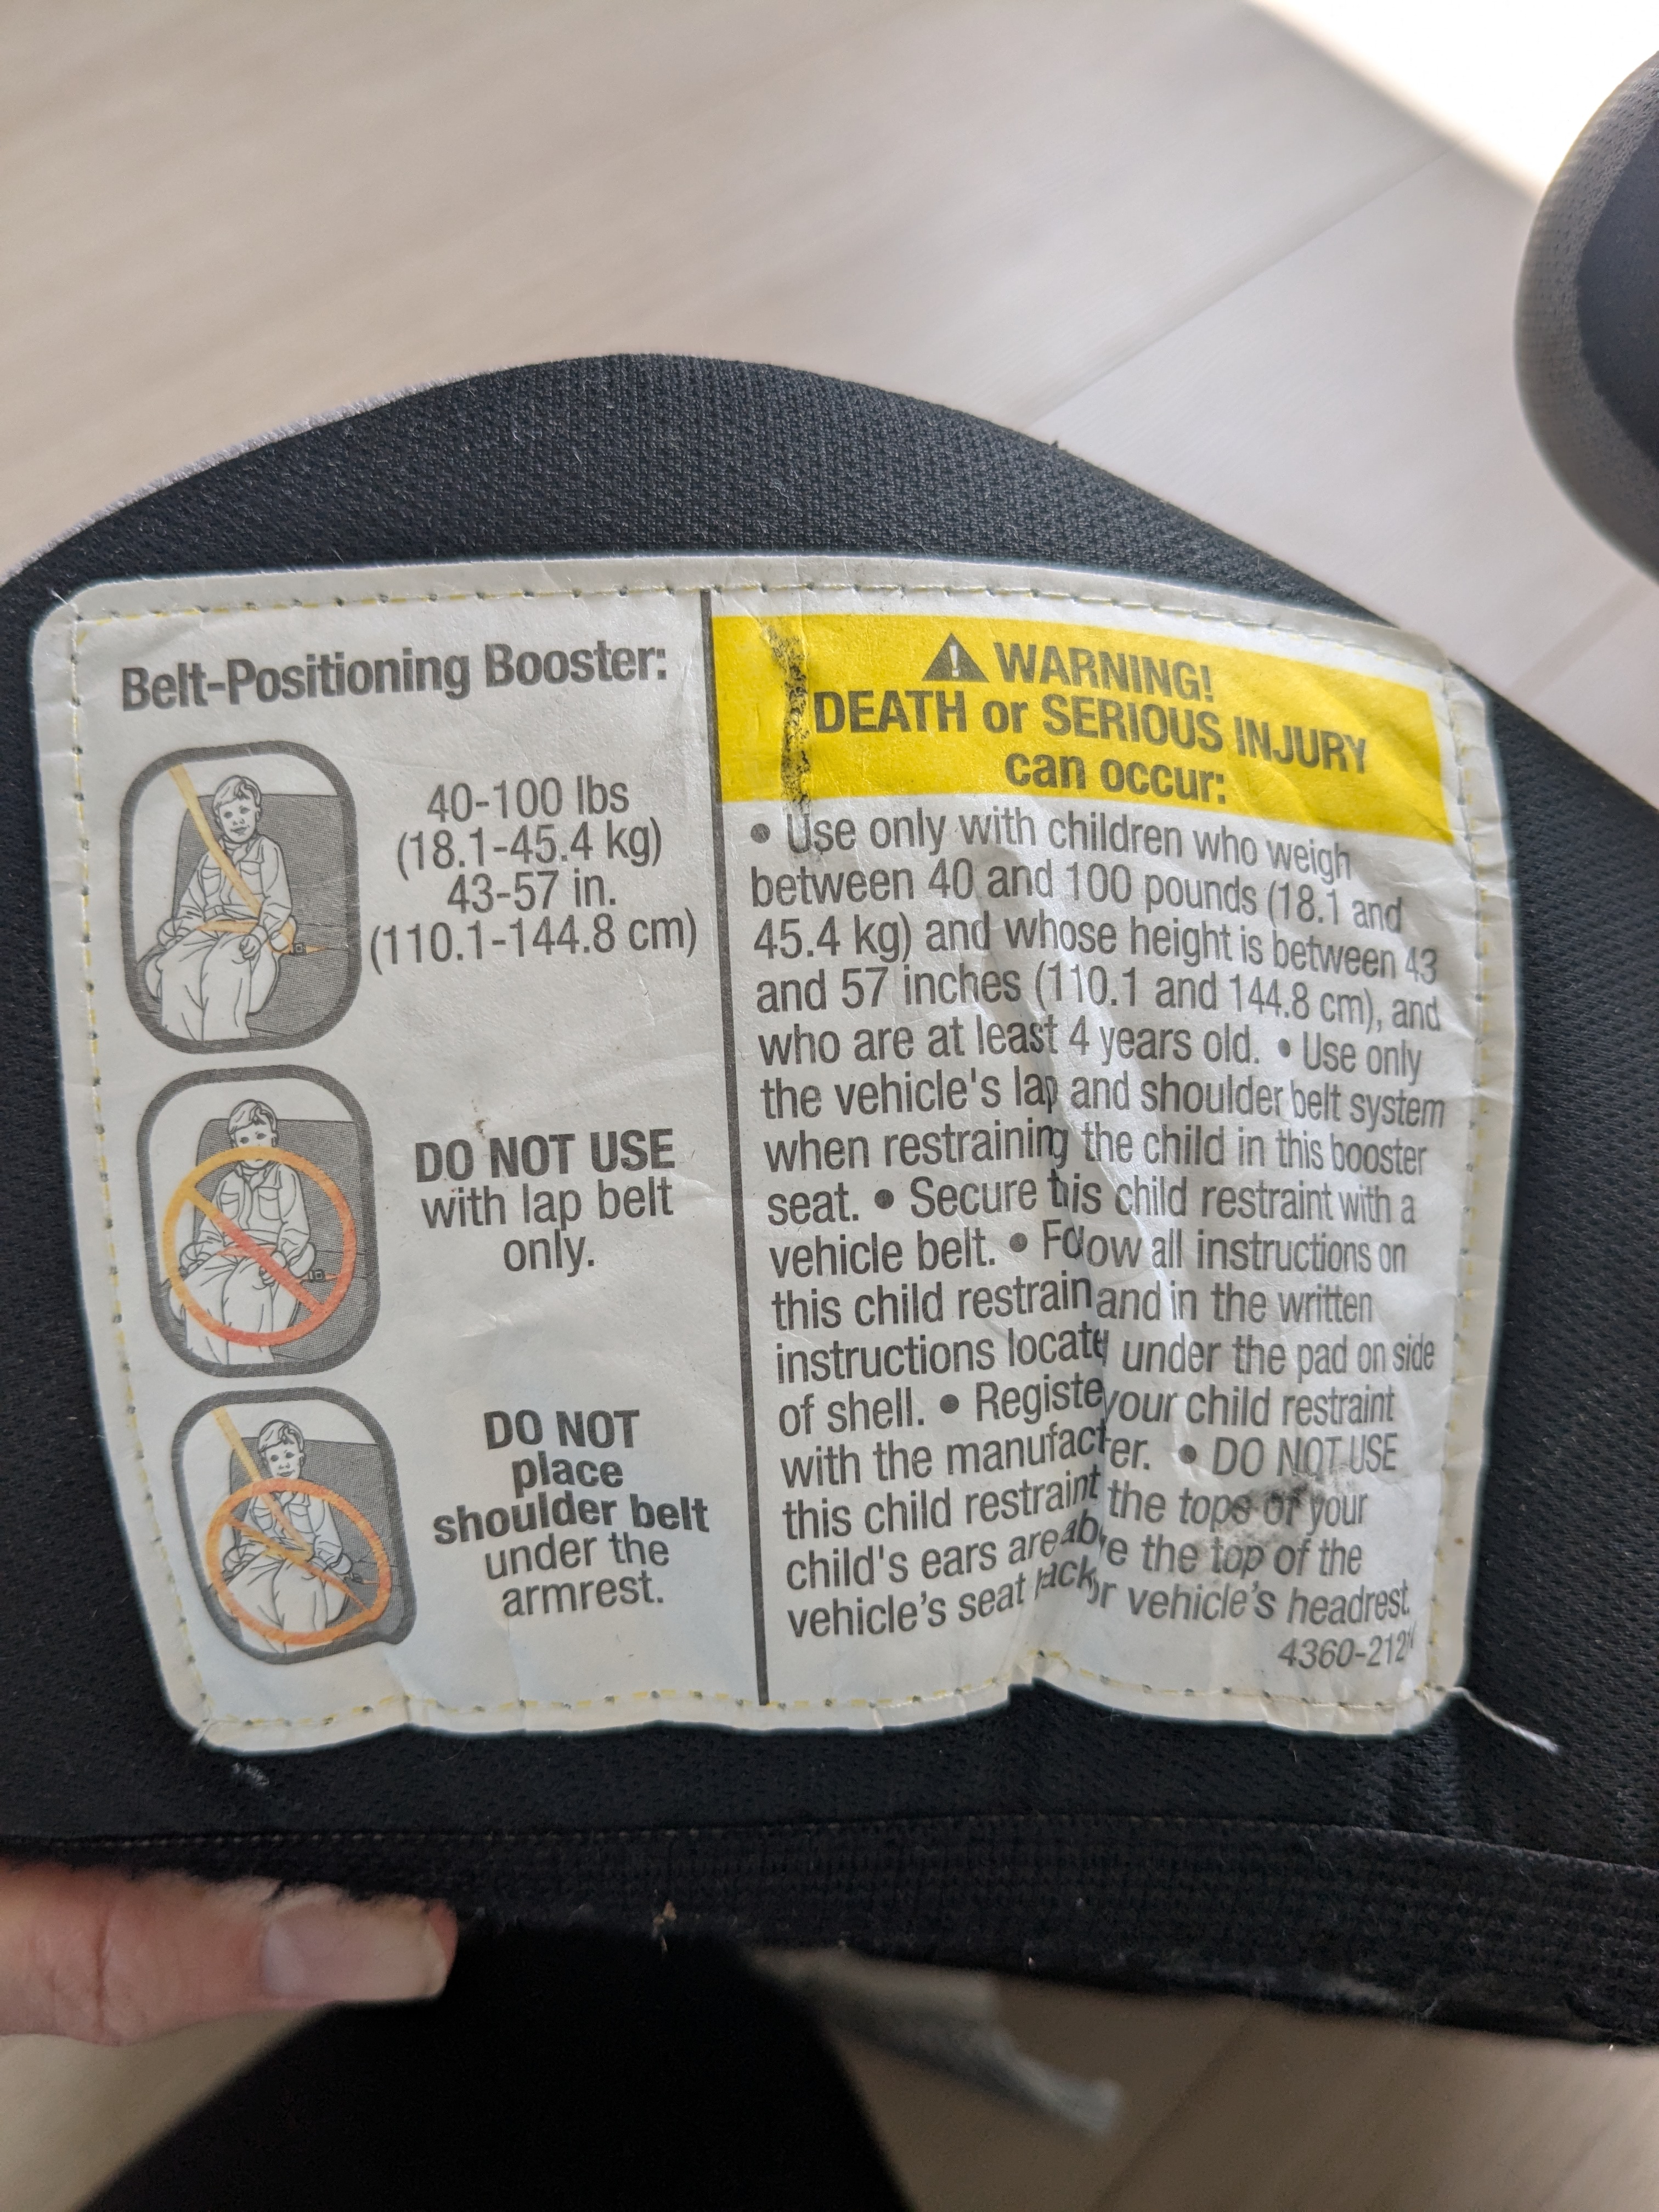 Belt-Positioning Booster:
40-100 lbs
(18.1-45.4 kg)
43-57 in.
(110.1-144.8 cm)
DO NOT USE
with lap belt
only.
DO NOT
place
shoulder belt
under the
armrest.
WARNING!
DEATH or SERIOUS INJURY
can occur:
• Use only with children who weigh
between 40 and 100 pounds (18.1 and
45.4 kg) and whose height is between 43
and 57 inches (110.1 and 144.8 cm), and
who are at least 4 years old. • Use only
the vehicle's lap and shoulder belt system
when restraining the child in this booster
seat. • Secure this child restraint with a
vehicle belt. • Follow all instructions on
this child restraint and in the written
instructions located under the pad on side
of shell. • Register your child restraint
with the manufacturer. • DO NOT USE
this child restraint the tops of your
child's ears are above the top of the
vehicle's seat back or vehicle's headrest.